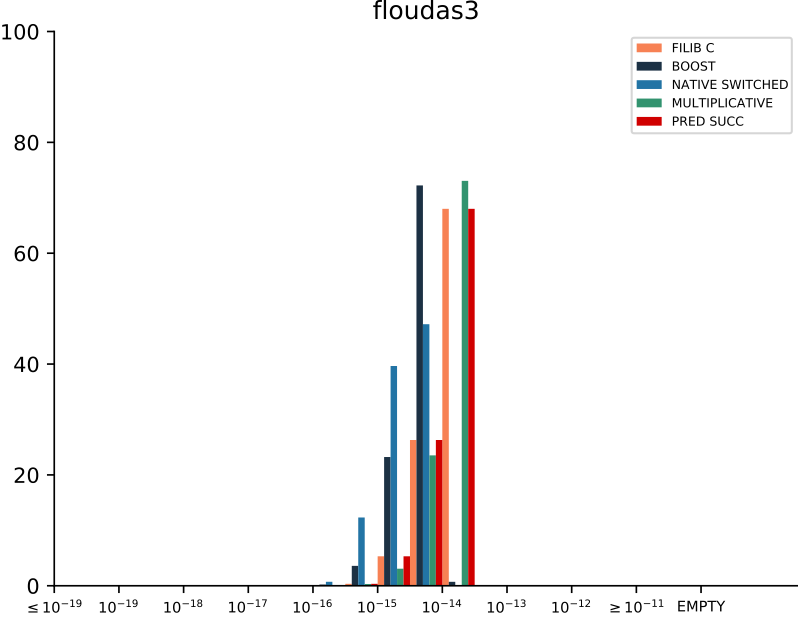 floudas3
100
80
60
40
20
0
FILIB C
BOOST
NATIVE SWITCHED
MULTIPLICATIVE
PRED SUCC
≤10⁻¹⁹ 10⁻¹⁹ 10⁻¹⁸ 10⁻¹⁷ 10⁻¹⁶ 10⁻¹⁵ 10⁻¹⁴ 10⁻¹³ 10⁻¹² ≥10⁻¹¹ EMPTY